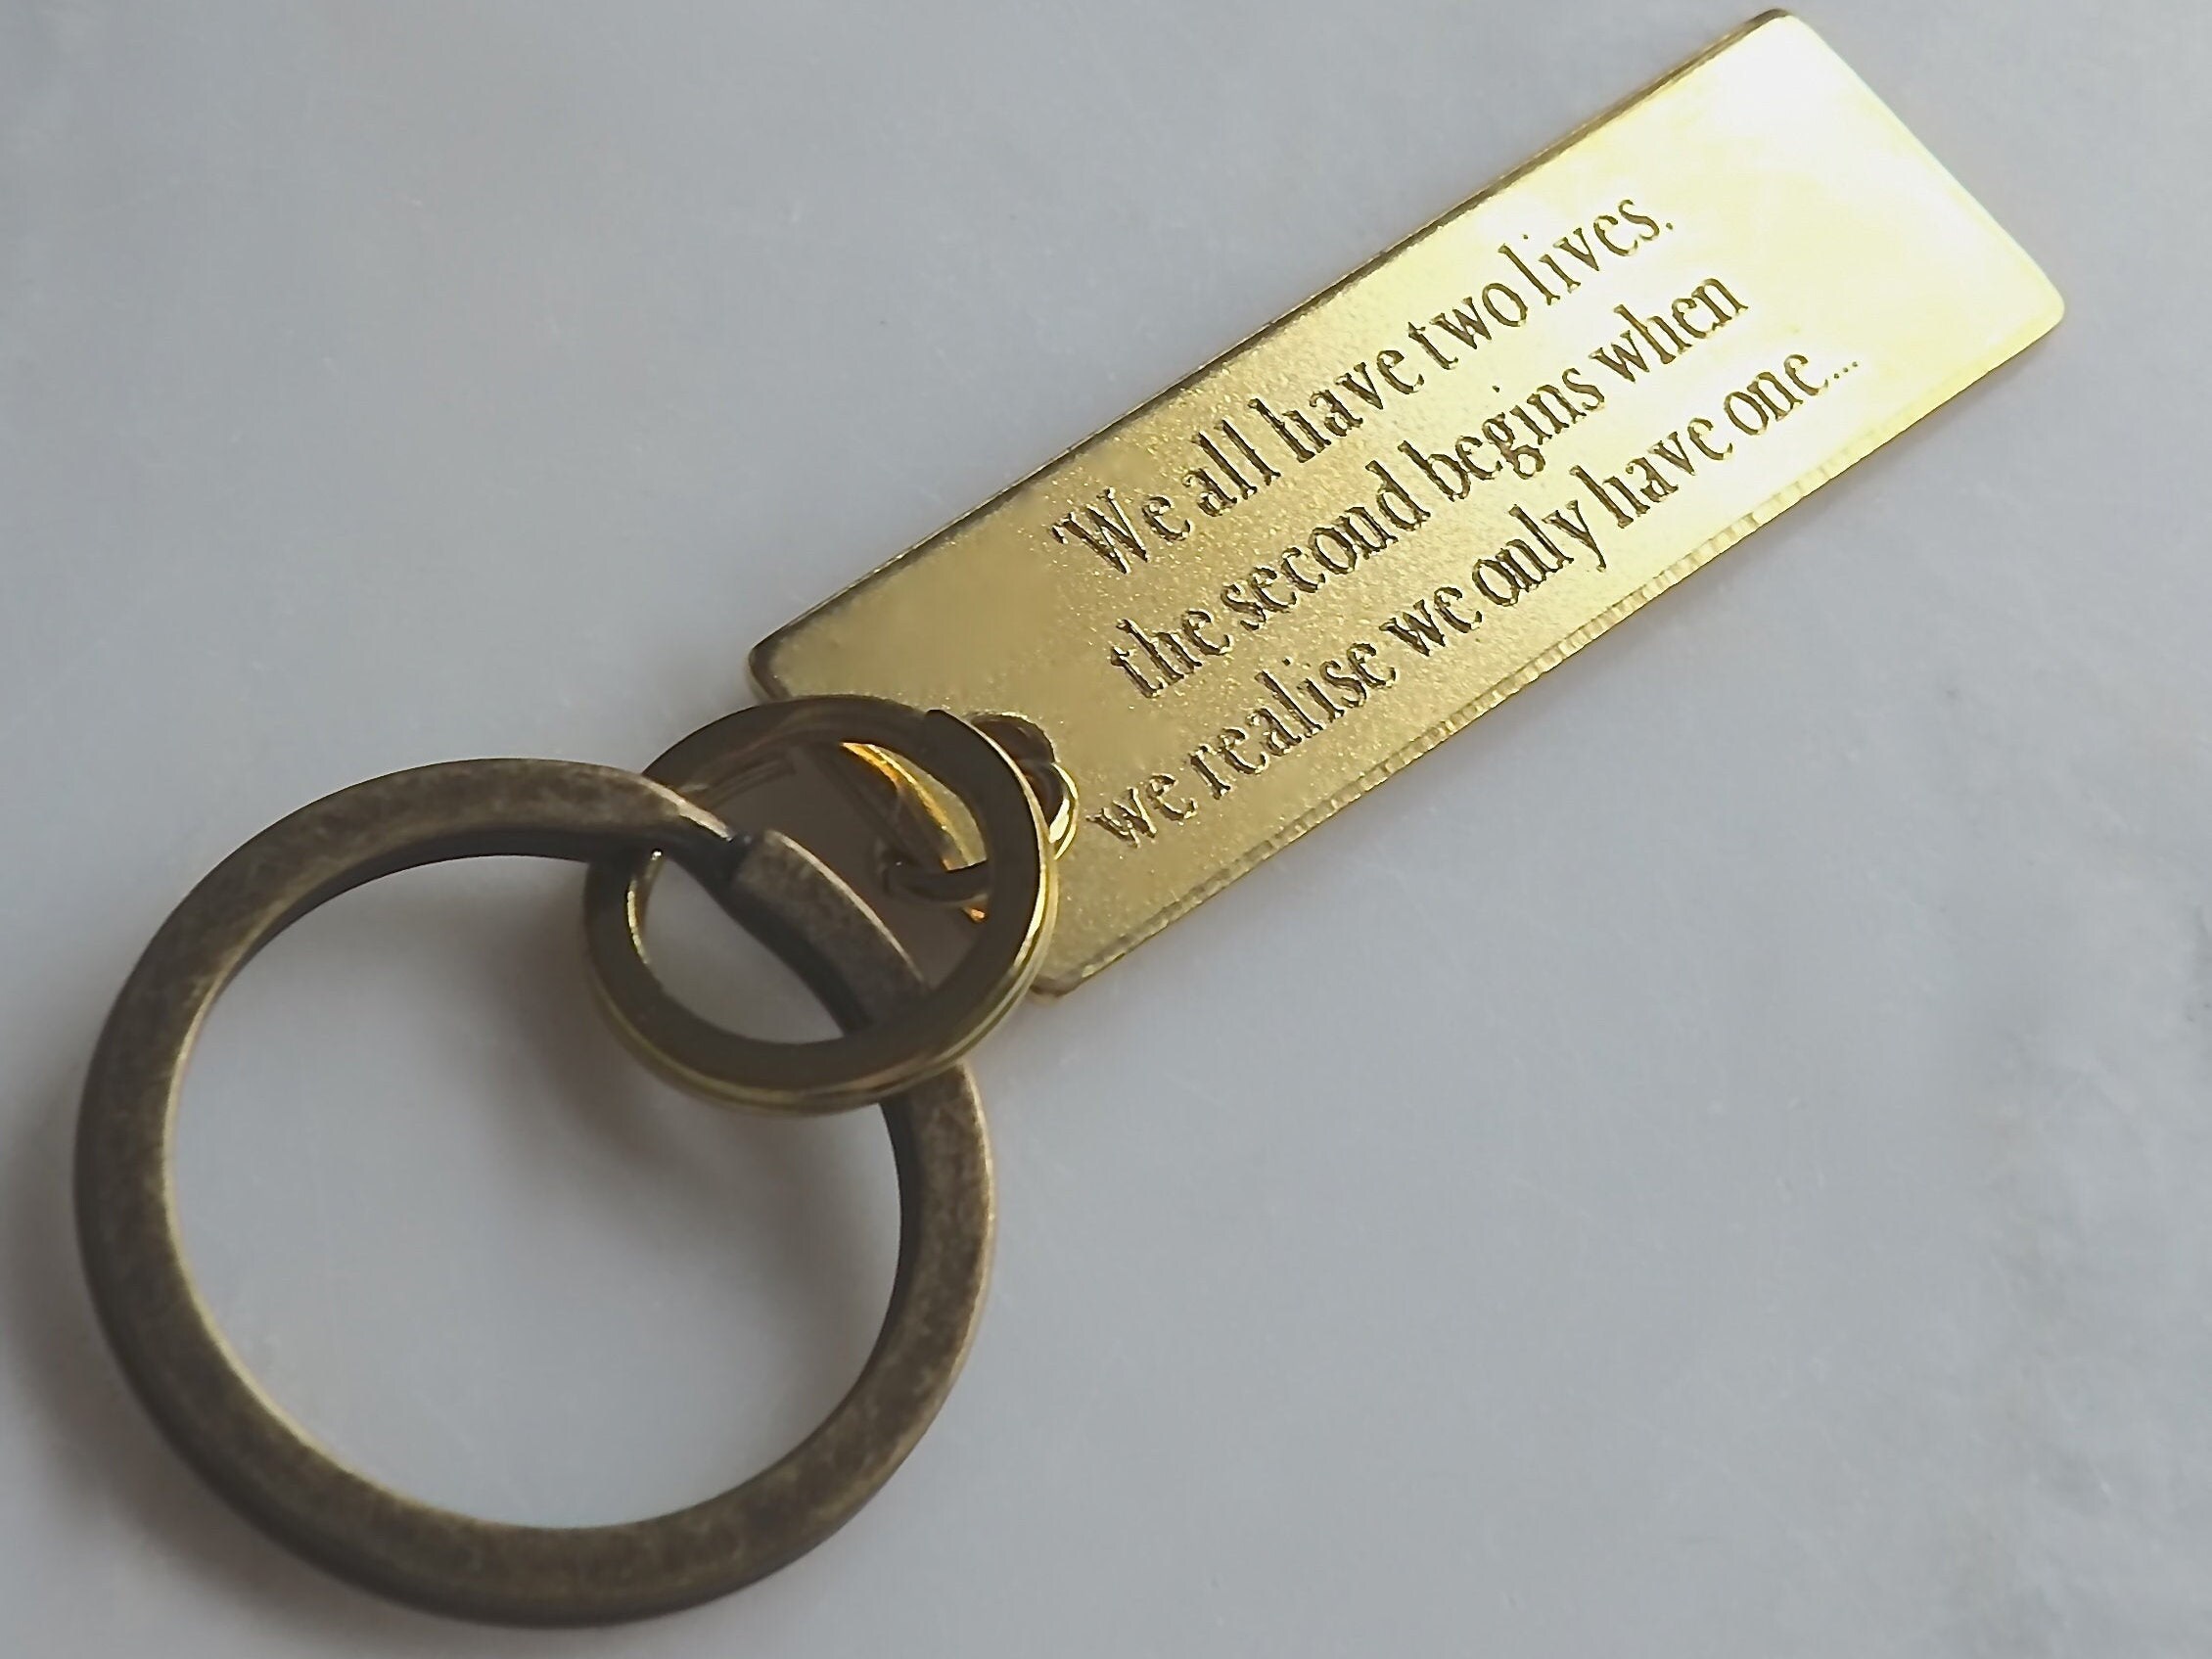 'We all have two lives.
the second begins when
we realise we only have one...